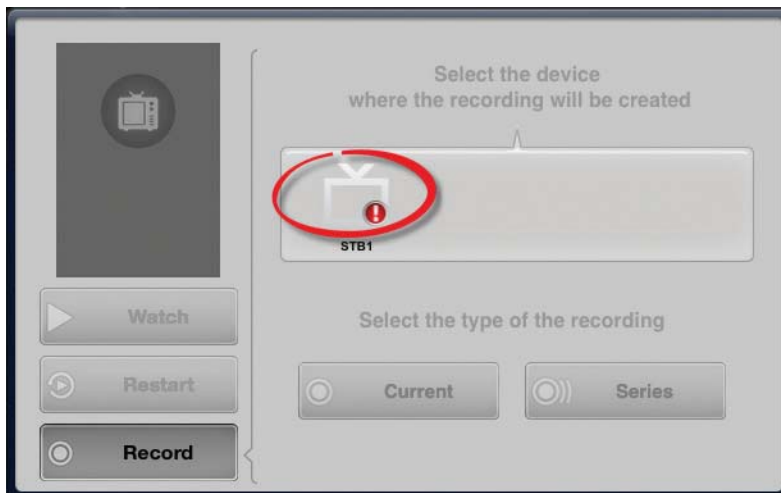 Select the device
where the recording will be created
STB1
Watch
Select the type of the recording
Restart
Current
Series
Record